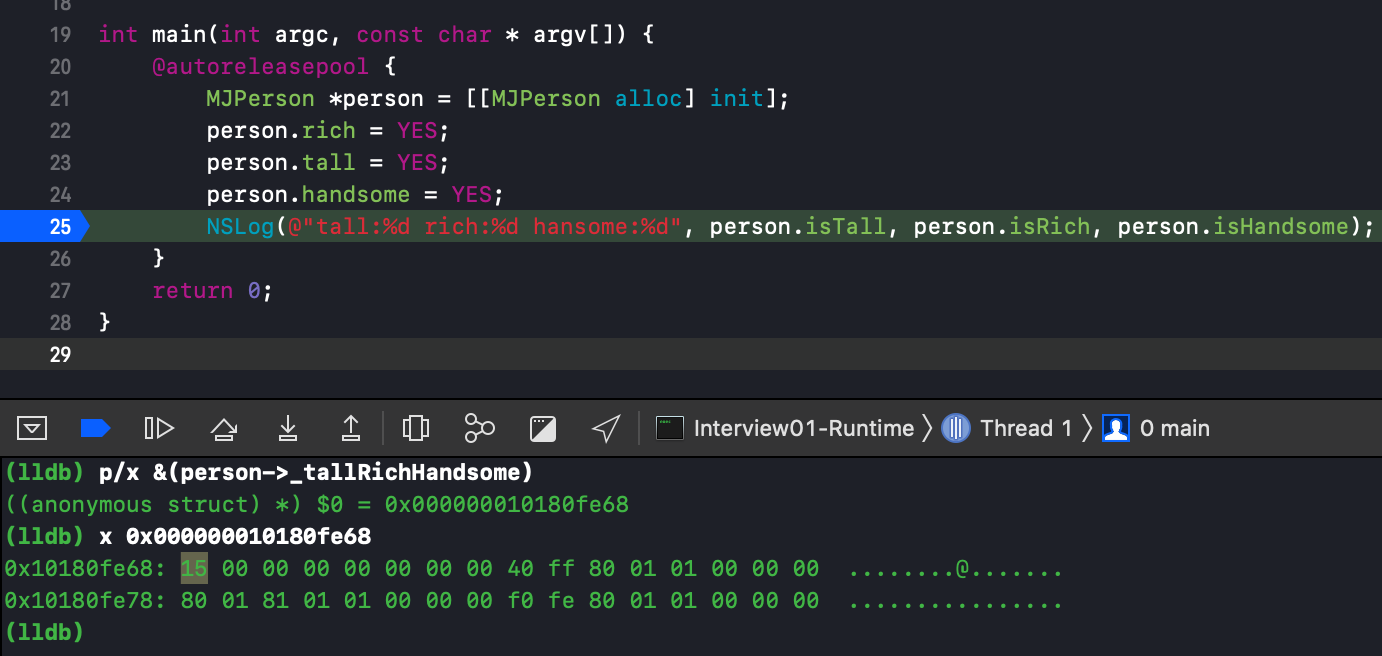 18
19 int main(int argc, const char * argv[]) {
20     @autoreleasepool {
21         MJPerson *person = [[MJPerson alloc] init];
22         person.rich = YES;
23         person.tall = YES;
24         person.handsome = YES;
25         NSLog(@"tall:%d rich:%d hansome:%d", person.isTall, person.isRich, person.isHandsome);
26     }
27     return 0;
28 }
29
Interview01-Runtime 〉 Thread 1 〉 0 main
(lldb) p/x &(person->_tallRichHandsome)
((anonymous struct) *) $0 = 0x000000010180fe68
(lldb) x 0x000000010180fe68
0x10180fe68: 15 00 00 00 00 00 00 00 40 ff 80 01 01 00 00 00  ........@.......
0x10180fe78: 80 01 81 01 01 00 00 00 f0 fe 80 01 01 00 00 00  ................
(lldb)